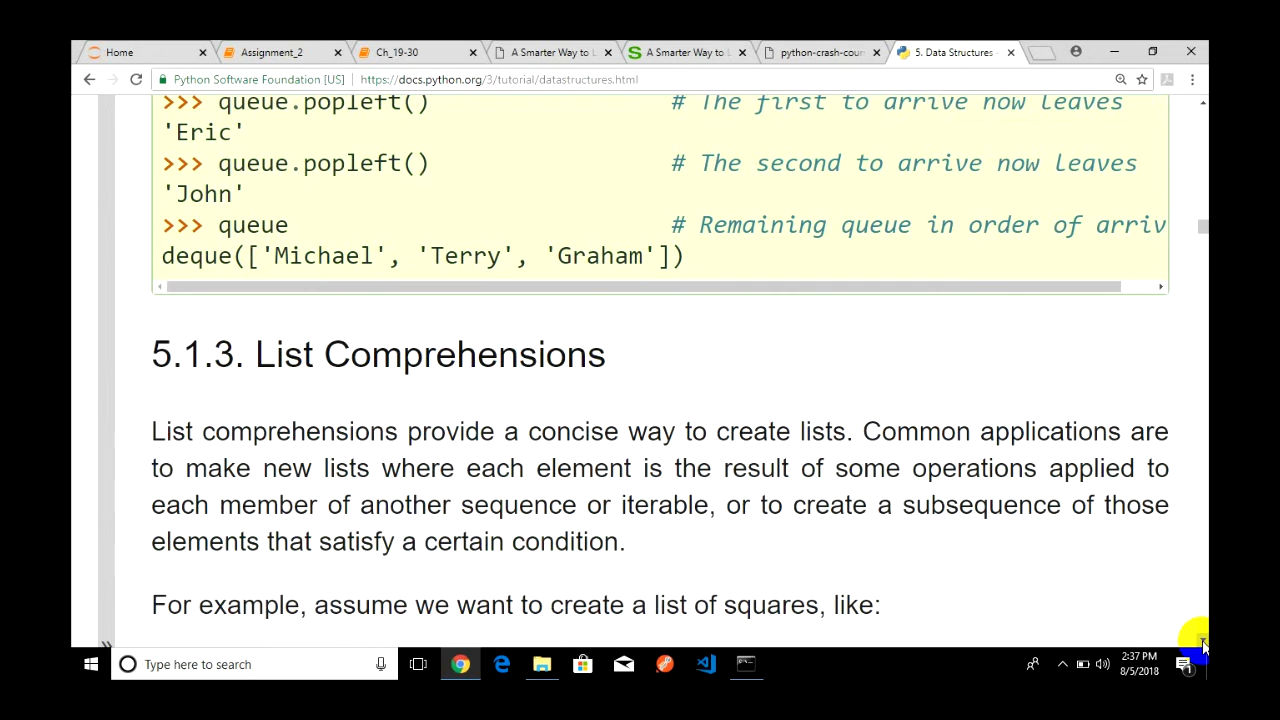 Home
Assignment_2
Ch_19-30
A Smarter Way to L
A Smarter Way to L
python-crash-cour
5. Data Structures
Python Software Foundation [US] https://docs.python.org/3/tutorial/datastructures.html
>>> queue.popleft() # The first to arrive now leaves
'Eric'
>>> queue.popleft() # The second to arrive now leaves
'John'
>>> queue # Remaining queue in order of arriv
deque(['Michael', 'Terry', 'Graham'])
5.1.3. List Comprehensions
List comprehensions provide a concise way to create lists. Common applications are
to make new lists where each element is the result of some operations applied to
each member of another sequence or iterable, or to create a subsequence of those
elements that satisfy a certain condition.
For example, assume we want to create a list of squares, like:
»
Type here to search
2:37 PM
8/5/2018
1